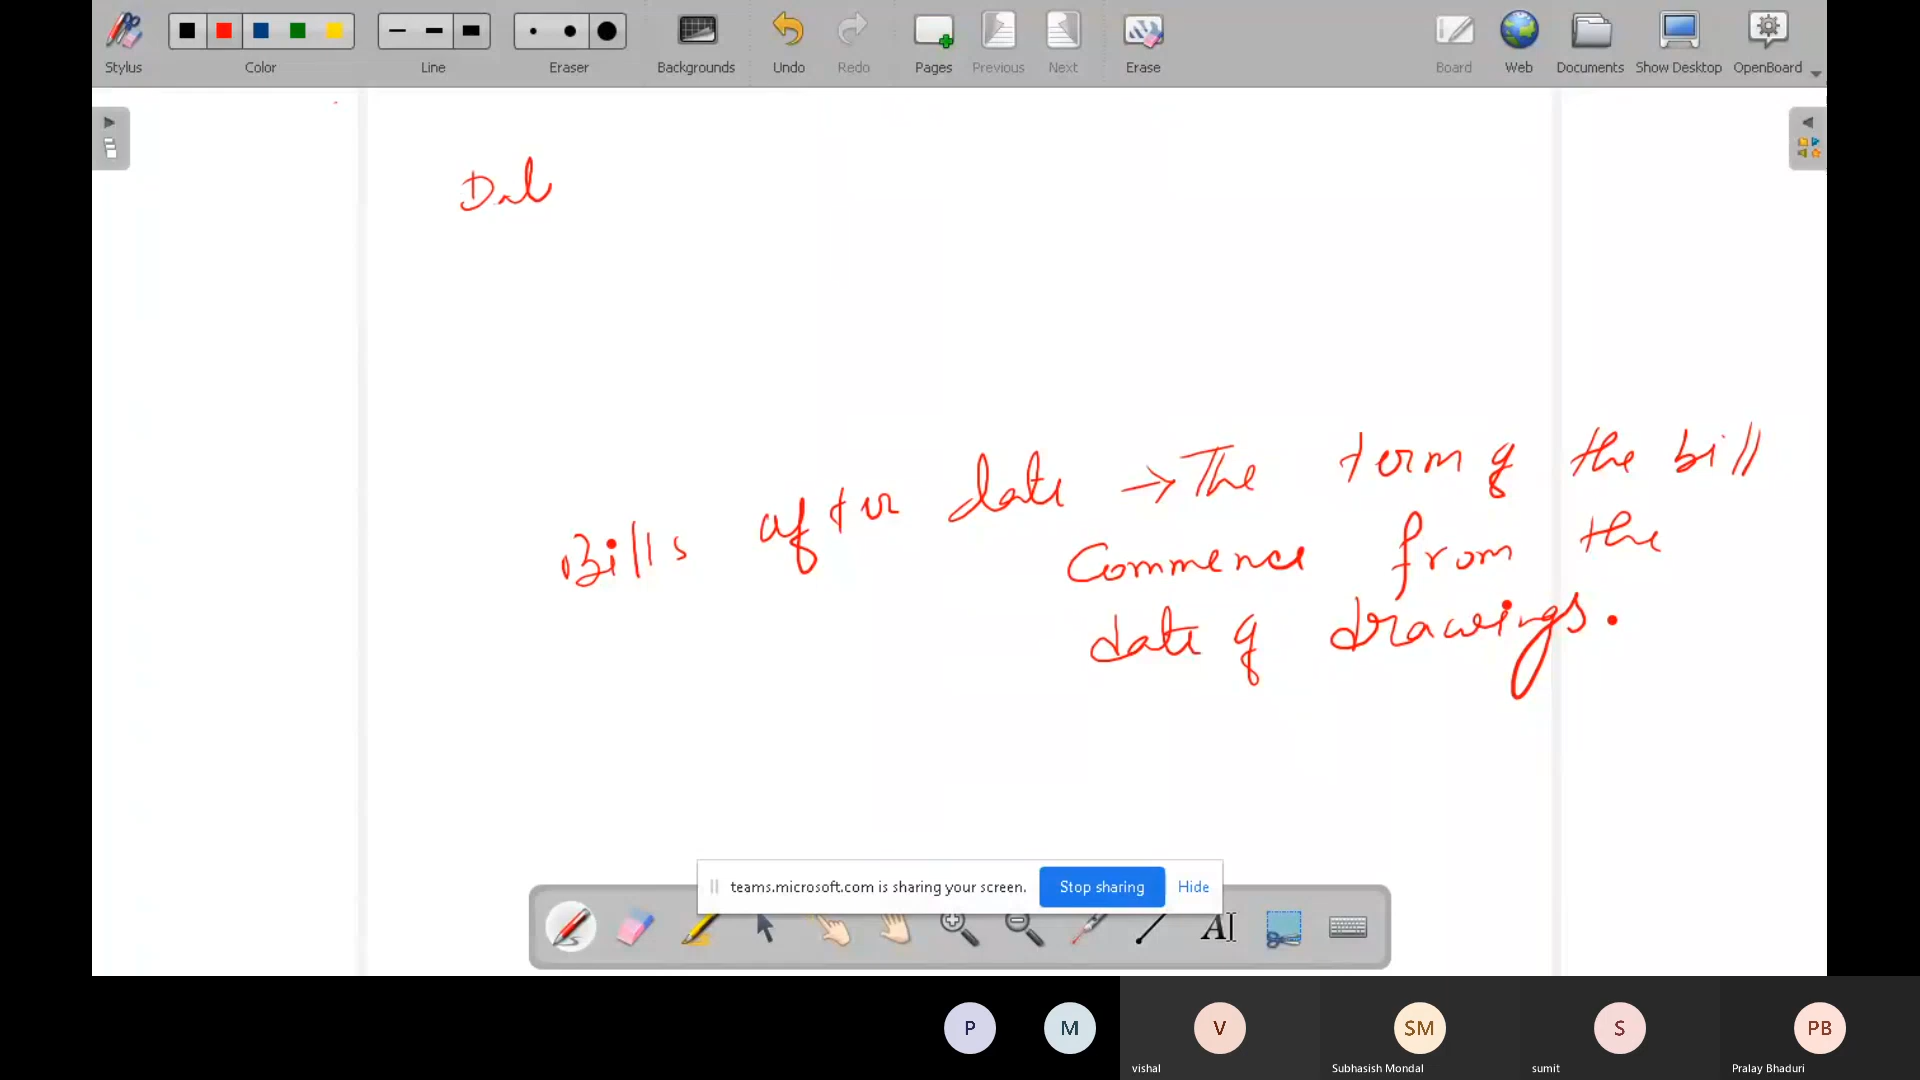 Stylus Color Line Eraser Backgrounds Undo Redo Pages Previous Next Erase Board Web Documents Show Desktop OpenBoard
Bills after date → The term of the bill
Commence from the
date of drawings.
teams.microsoft.com is sharing your screen. Stop sharing Hide
P M V SM S PB
vishal Subhasish Mondal sumit Pralay Bhaduri